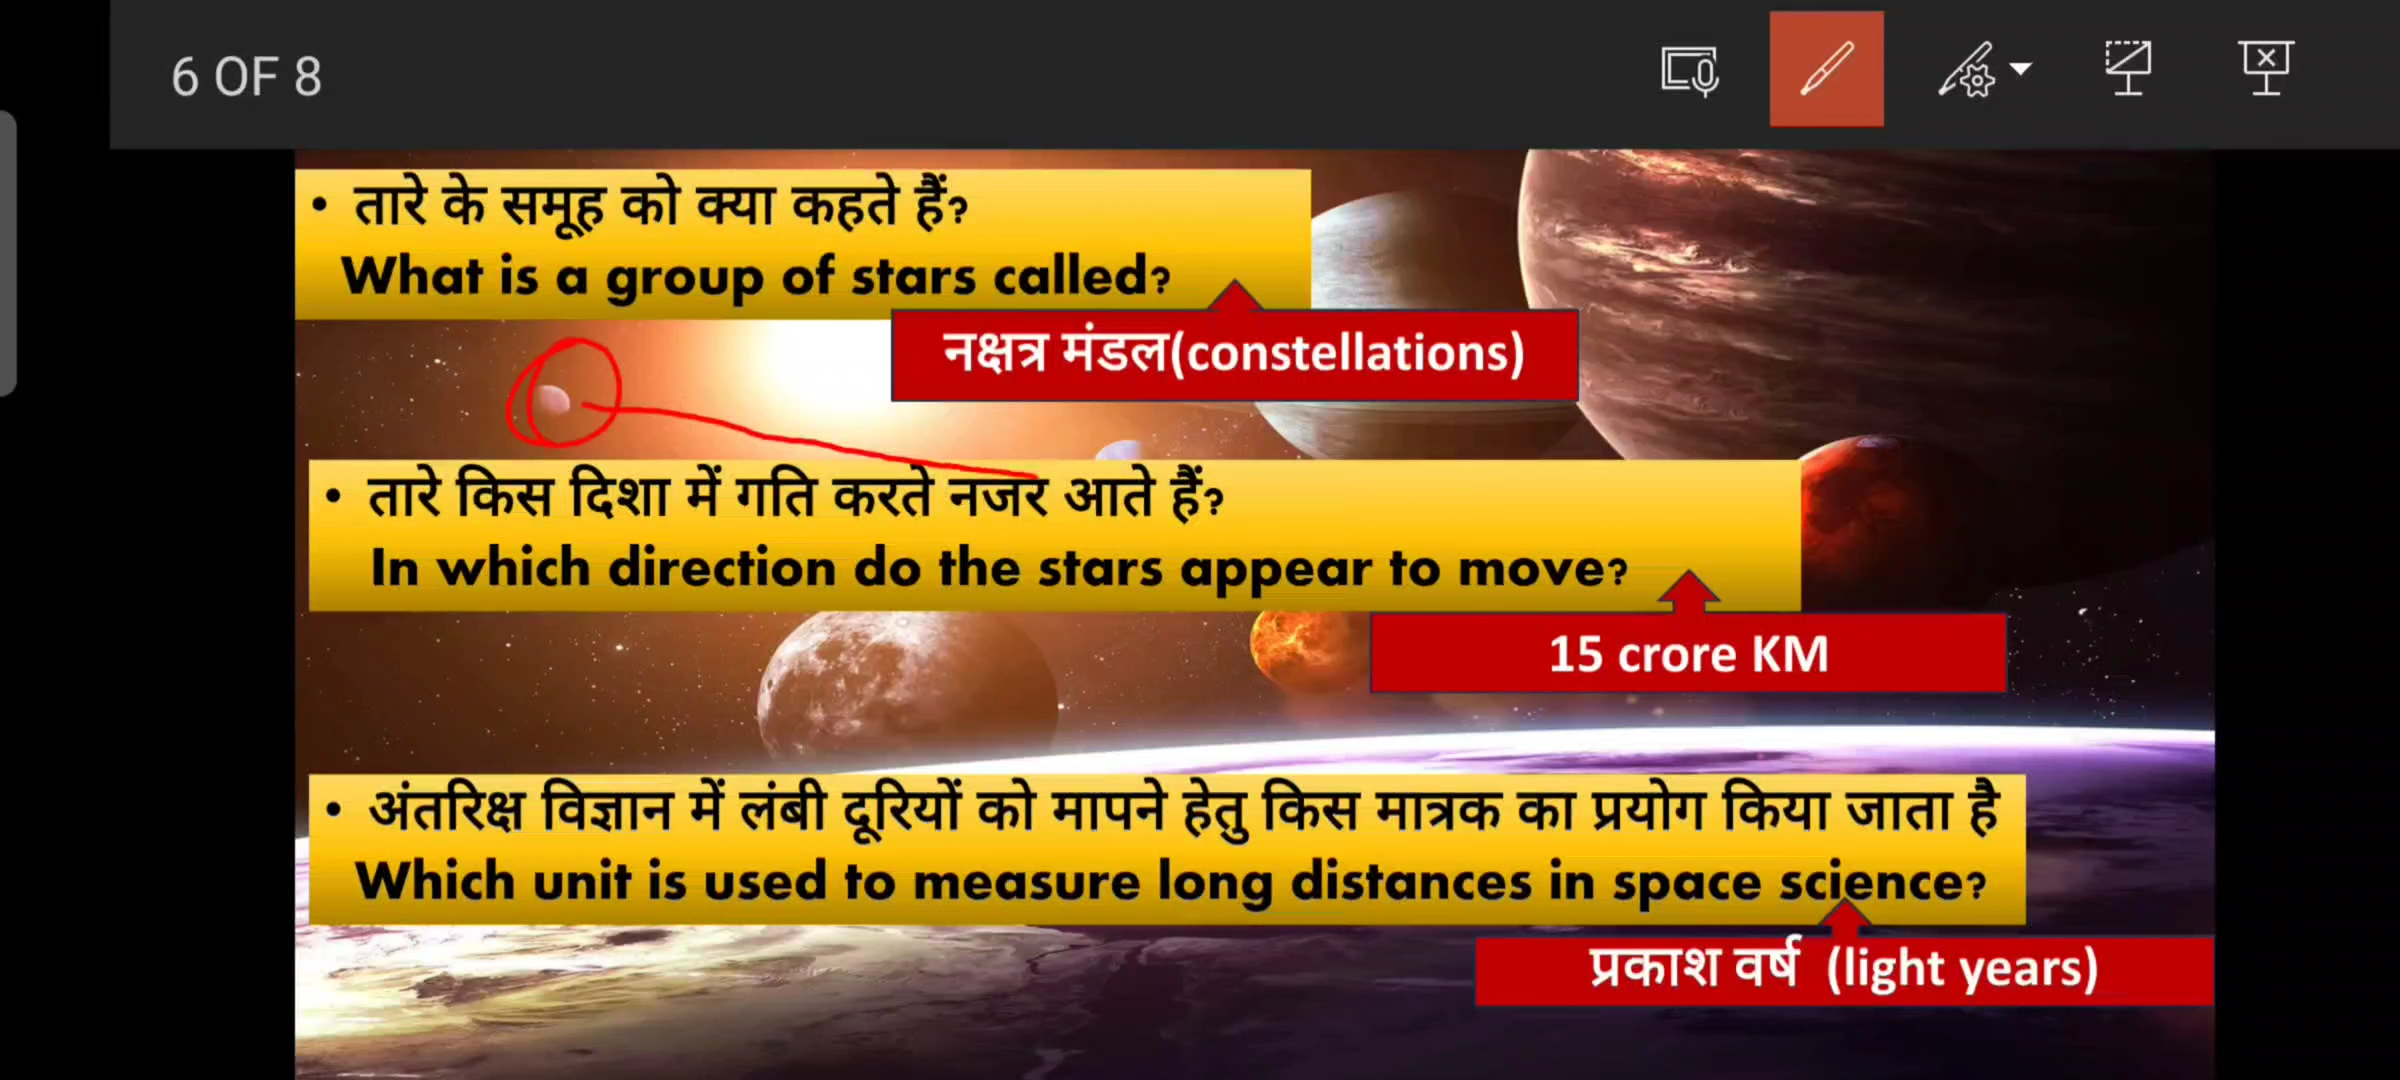 6 OF 8
• तारे के समूह को क्या कहते हैं?
What is a group of stars called?
नक्षत्र मंडल(constellations)
• तारे किस दिशा में गति करते नजर आते हैं?
In which direction do the stars appear to move?
15 crore KM
• अंतरिक्ष विज्ञान में लंबी दूरियों को मापने हेतु किस मात्रक का प्रयोग किया जाता है
Which unit is used to measure long distances in space science?
प्रकाश वर्ष (light years)